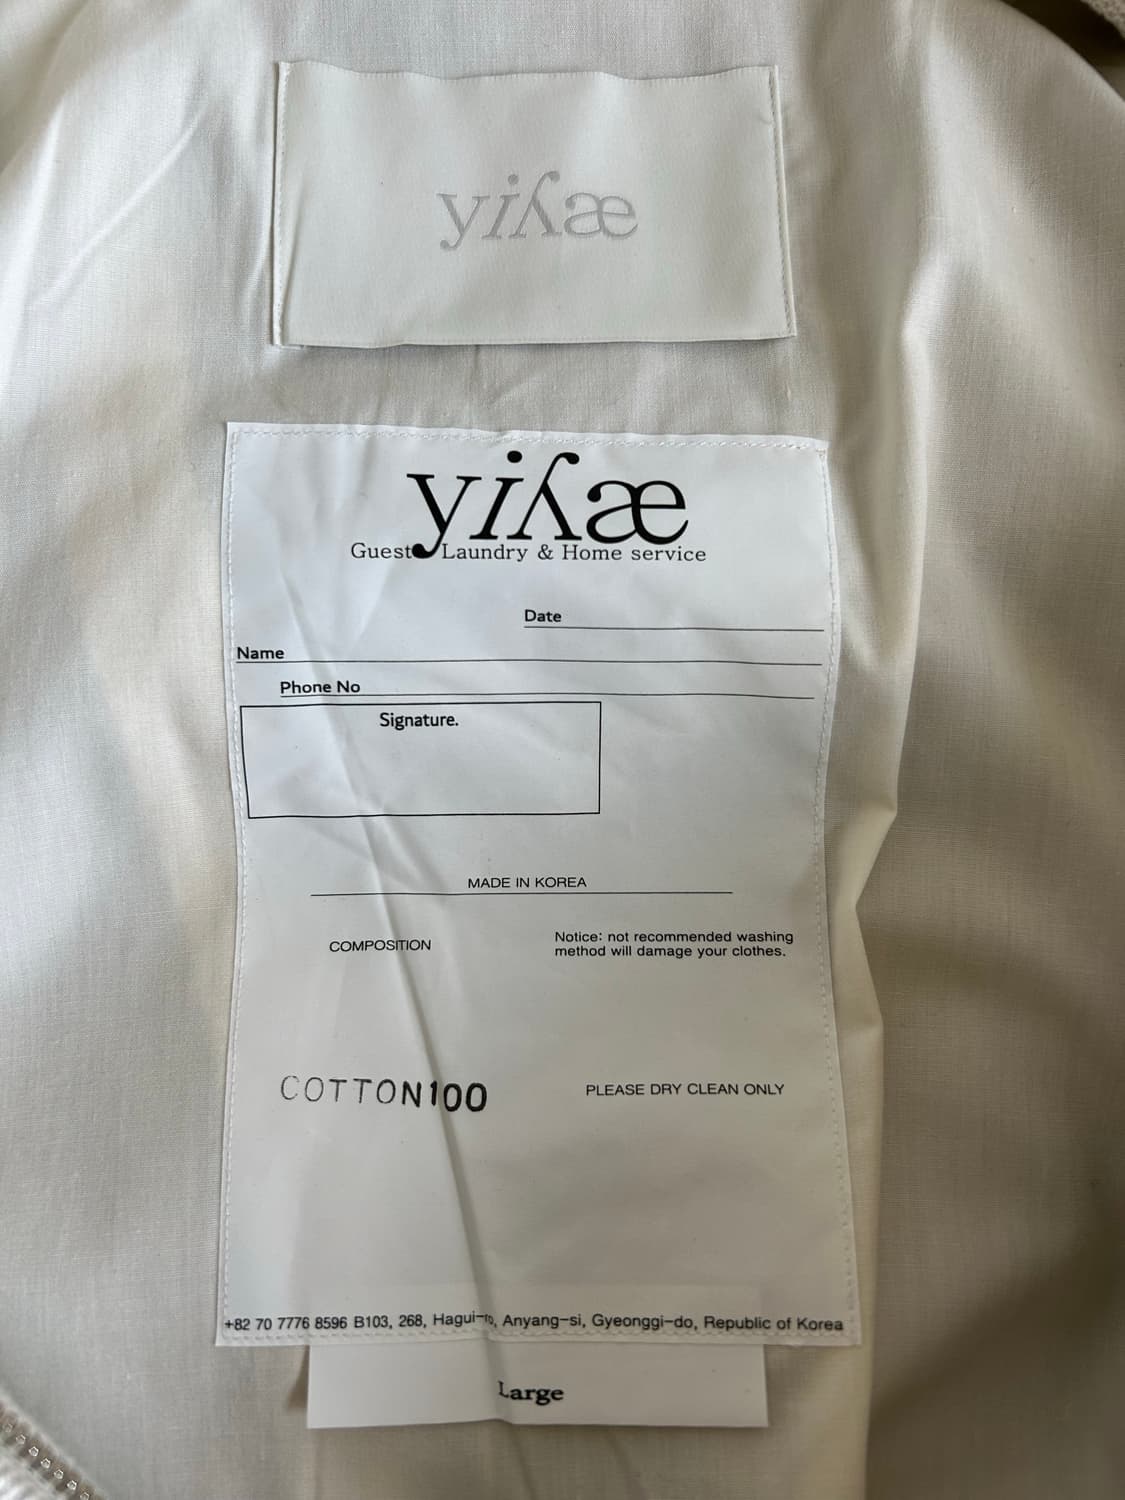 yiʎæ
yiʎæ
Guest Laundry & Home service
Date
Name
Phone No
Signature.
MADE IN KOREA
COMPOSITION
Notice: not recommended washing
method will damage your clothes.
COTTON100
PLEASE DRY CLEAN ONLY
+82 70 7776 8596 B103, 268, Hagui-ro, Anyang-si, Gyeonggi-do, Republic of Korea
Large